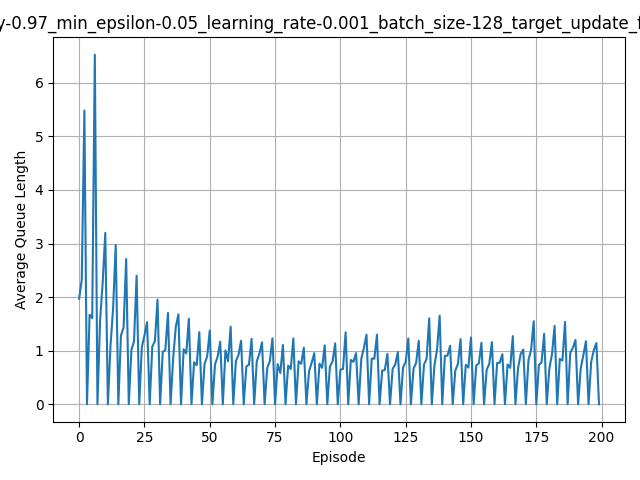 y-0.97_min_epsilon-0.05_learning_rate-0.001_batch_size-128_target_update_f
6
5
4
3
2
1
0
Average Queue Length
0 25 50 75 100 125 150 175 200
Episode